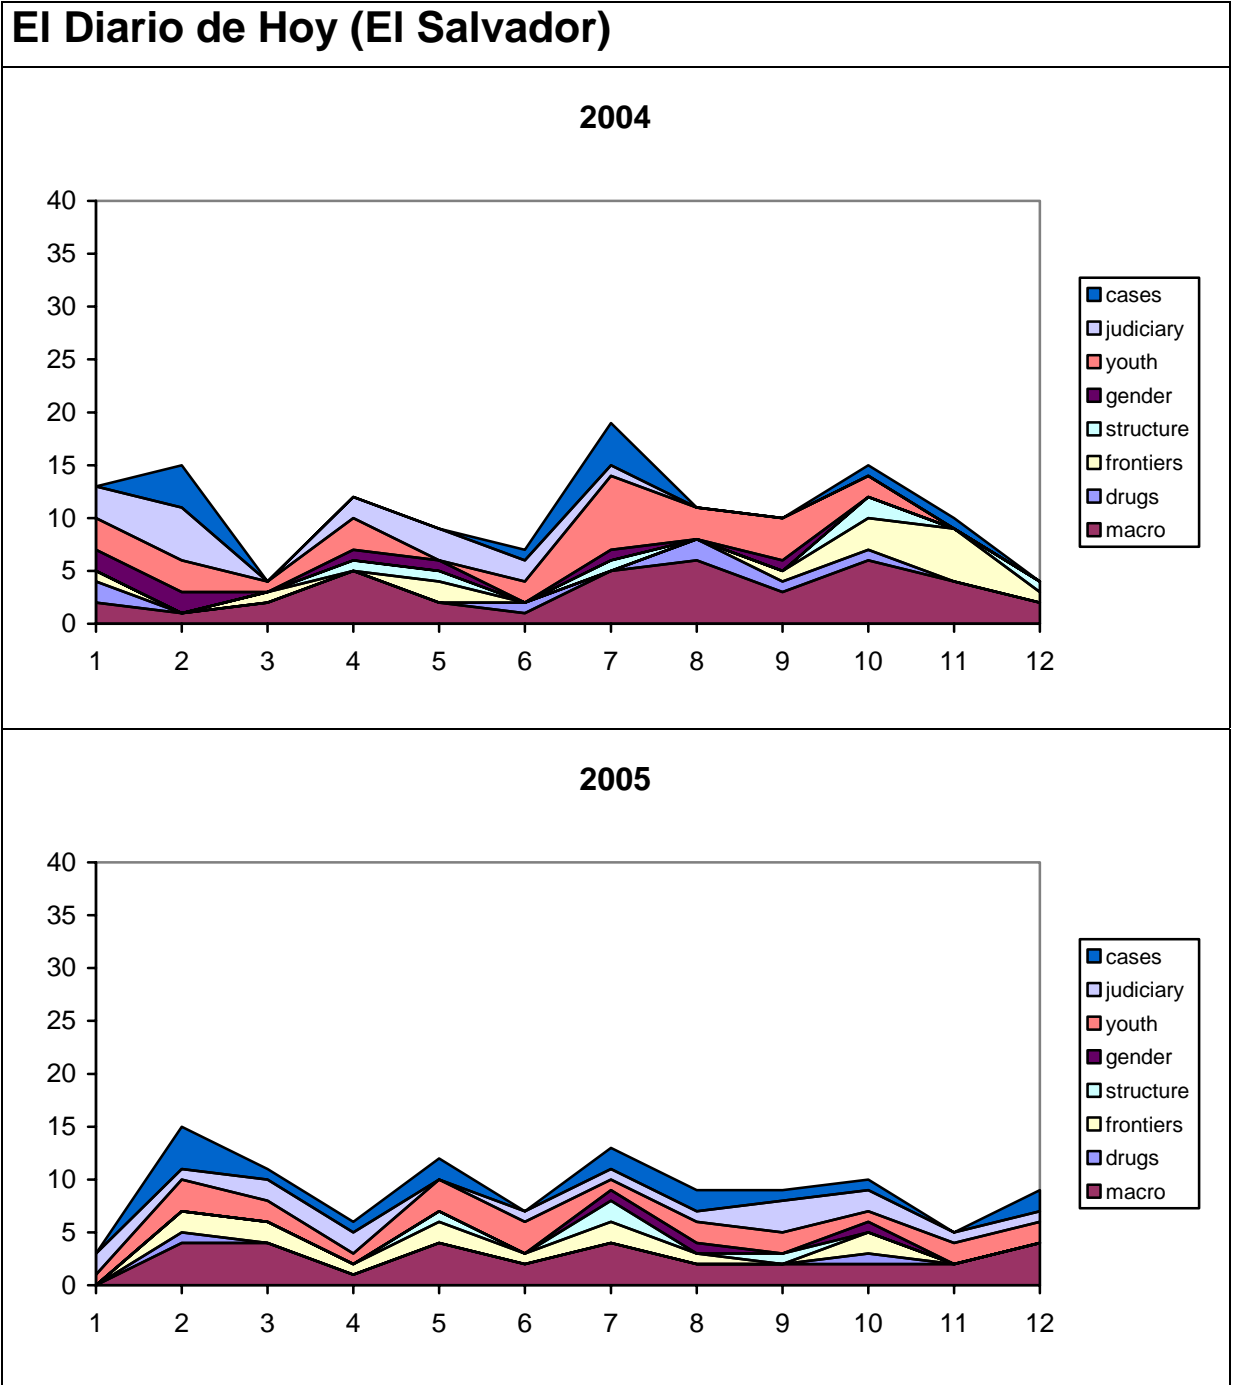 El Diario de Hoy (El Salvador)
2004
40
35
30
25
20
15
10
5
0
1 2 3 4 5 6 7 8 9 10 11 12
cases
judiciary
youth
gender
structure
frontiers
drugs
macro
2005
40
35
30
25
20
15
10
5
0
1 2 3 4 5 6 7 8 9 10 11 12
cases
judiciary
youth
gender
structure
frontiers
drugs
macro